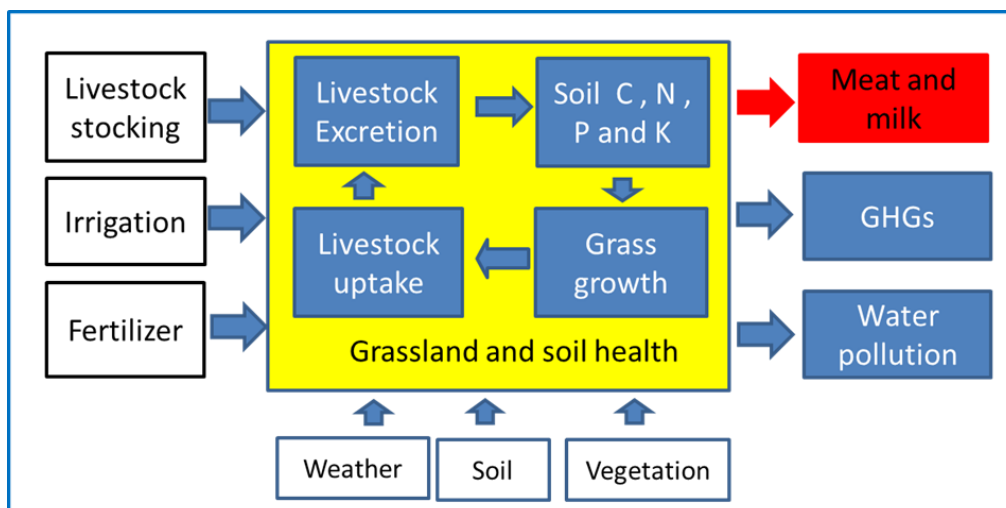 Livestock
stocking
Irrigation
Fertilizer
Livestock
Excretion
Soil C , N ,
P and K
Livestock
uptake
Grass
growth
Grassland and soil health
Meat and
milk
GHGs
Water
pollution
Weather
Soil
Vegetation